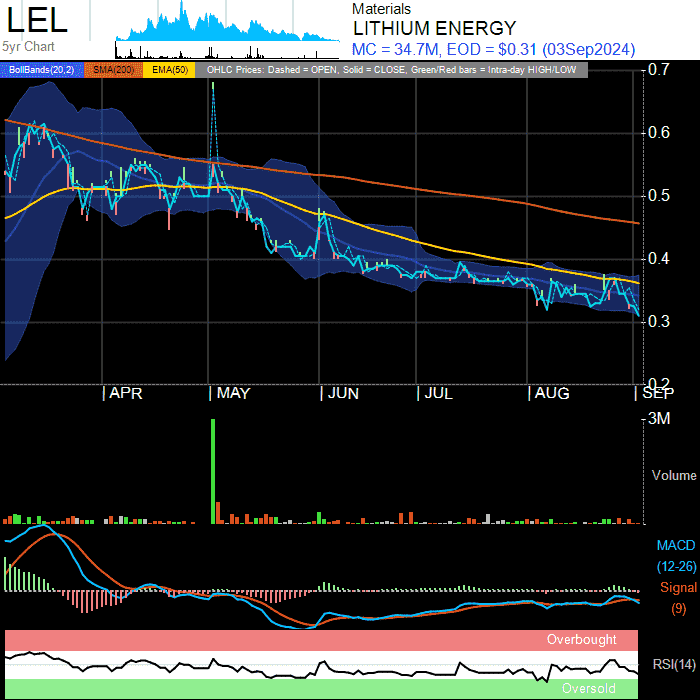 LEL
5yr Chart
Materials
LITHIUM ENERGY
MC = 34.7M, EOD = $0.31 (03Sep2024)
BollBands(20,2) SMA(200) EMA(50) OHLC Prices: Dashed = OPEN, Solid = CLOSE, Green/Red bars = Intra-day HIGH/LOW
0.7
0.6
0.5
0.4
0.3
0.2
| APR | MAY | JUN | JUL | AUG | SEP
3M
Volume
MACD
(12-26)
Signal
(9)
Overbought
RSI(14)
Oversold